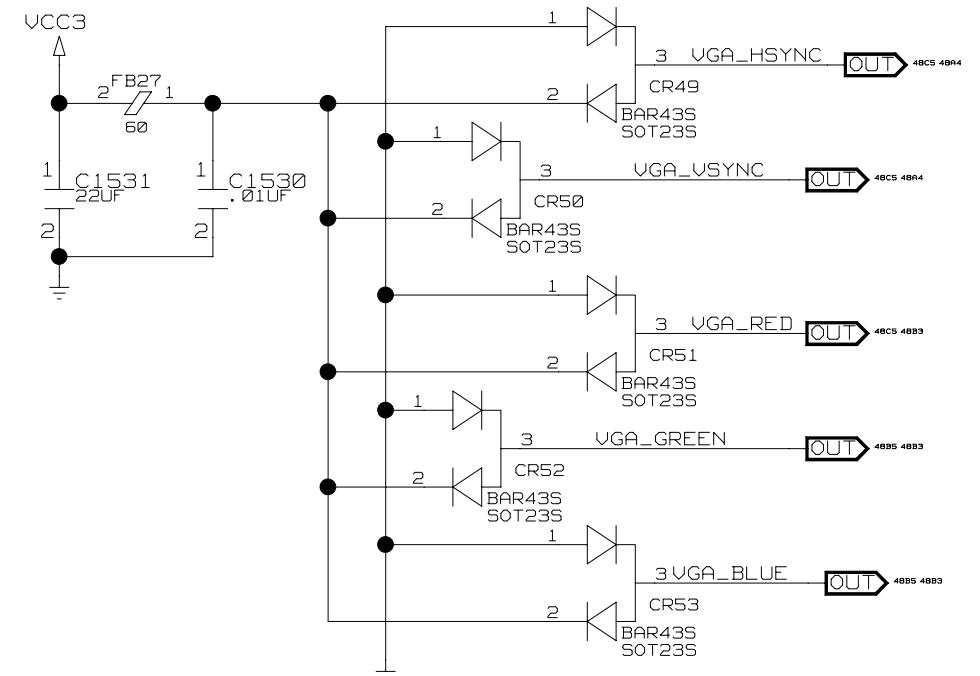 VCC3
FB27
2 1
60
1
C1531
22UF
2
1
C1530
.01UF
2
1
3 VGA_HSYNC OUT 48C5 48A4
CR49
2
BAR43S
SOT23S
1
3 VGA_VSYNC OUT 48C5 48A4
CR50
2
BAR43S
SOT23S
1
3 VGA_RED OUT 48C5 48B3
CR51
2
BAR43S
SOT23S
1
3 VGA_GREEN OUT 48B5 48B3
CR52
2
BAR43S
SOT23S
1
3 VGA_BLUE OUT 48B5 48B3
CR53
2
BAR43S
SOT23S